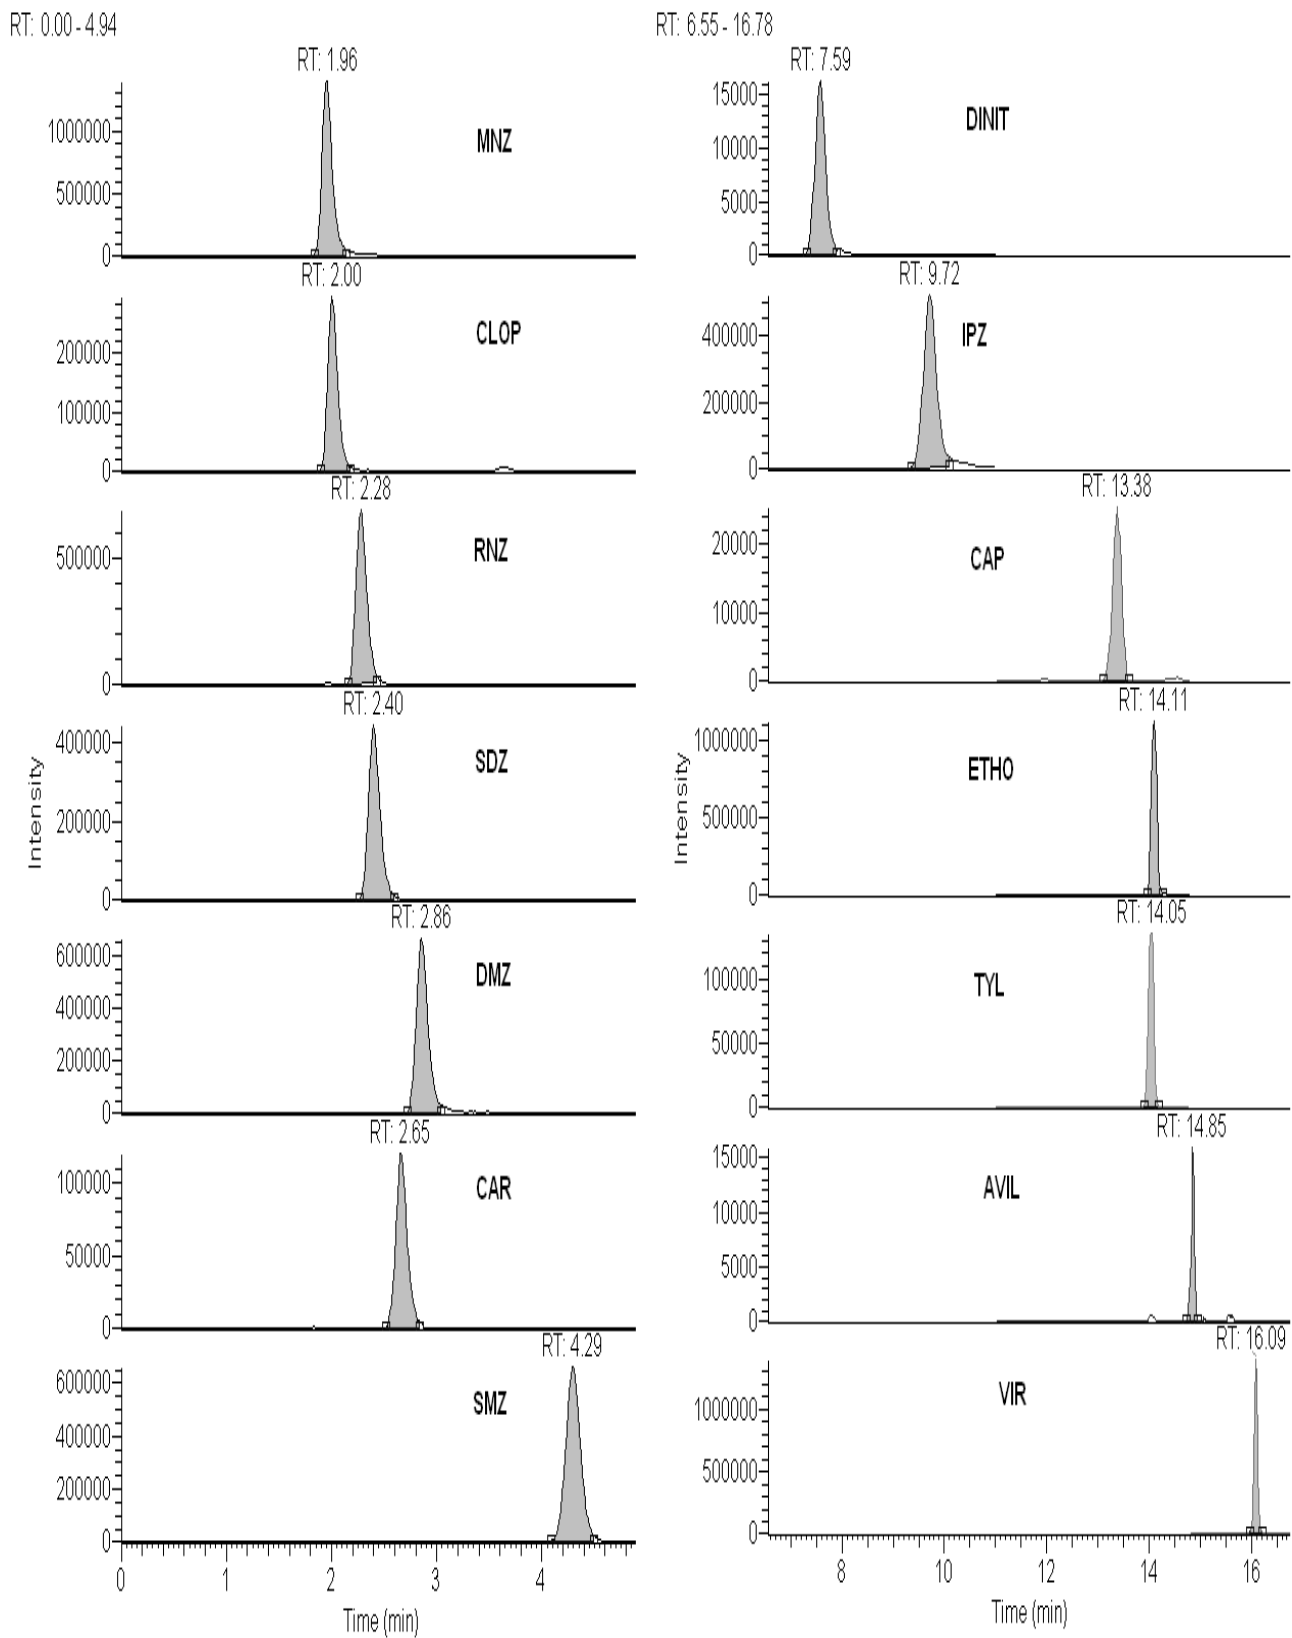 RT: 0.00 - 4.94
RT: 1.96
1000000
500000
0
MNZ
RT: 2.00
200000
100000
0
CLOP
RT: 2.28
500000
0
RNZ
RT: 2.40
400000
200000
0
SDZ
Intensity
RT: 2.86
600000
400000
200000
0
DMZ
RT: 2.65
100000
50000
0
CAR
RT: 4.29
600000
400000
200000
0
SMZ
0 1 2 3 4
Time (min)
RT: 6.55 - 16.78
RT: 7.59
15000
10000
5000
0
DINIT
RT: 9.72
400000
200000
0
IPZ
RT: 13.38
20000
10000
0
CAP
RT: 14.11
1000000
500000
0
ETHO
Intensity
RT: 14.05
100000
50000
0
TYL
RT: 14.85
15000
10000
5000
0
AVIL
RT: 16.09
1000000
500000
0
VIR
8 10 12 14 16
Time (min)